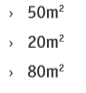 › 50m²
› 20m²
› 80m²